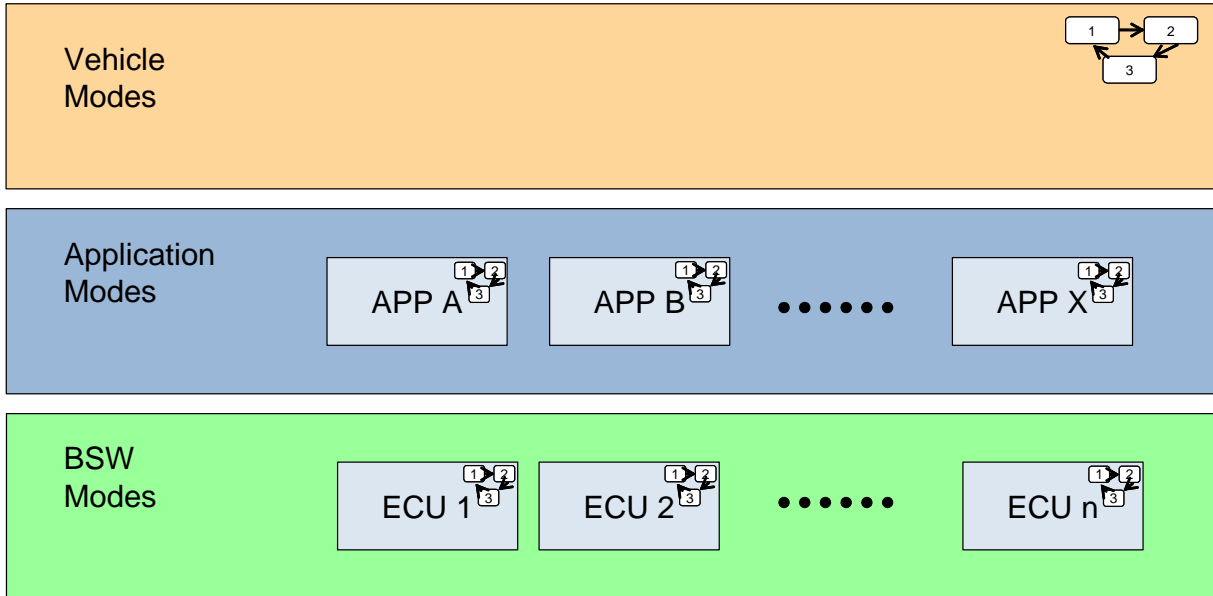 Vehicle
Modes
1 2
3
Application
Modes
APP A 1 2
3
APP B 1 2
3
APP X 1 2
3
BSW
Modes
ECU 1 1 2
3
ECU 2 1 2
3
ECU n 1 2
3